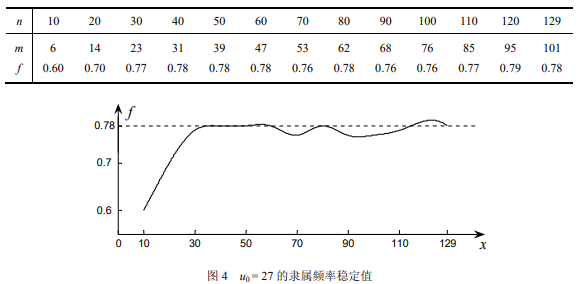 n 10 20 30 40 50 60 70 80 90 100 110 120 129
m 6 14 23 31 39 47 53 62 68 76 85 95 101
f 0.60 0.70 0.77 0.78 0.78 0.78 0.76 0.78 0.76 0.76 0.77 0.79 0.78
f
0.78
0.7
0.6
0 10 30 50 70 90 110 129 x
图 4 u₀ = 27 的隶属频率稳定值